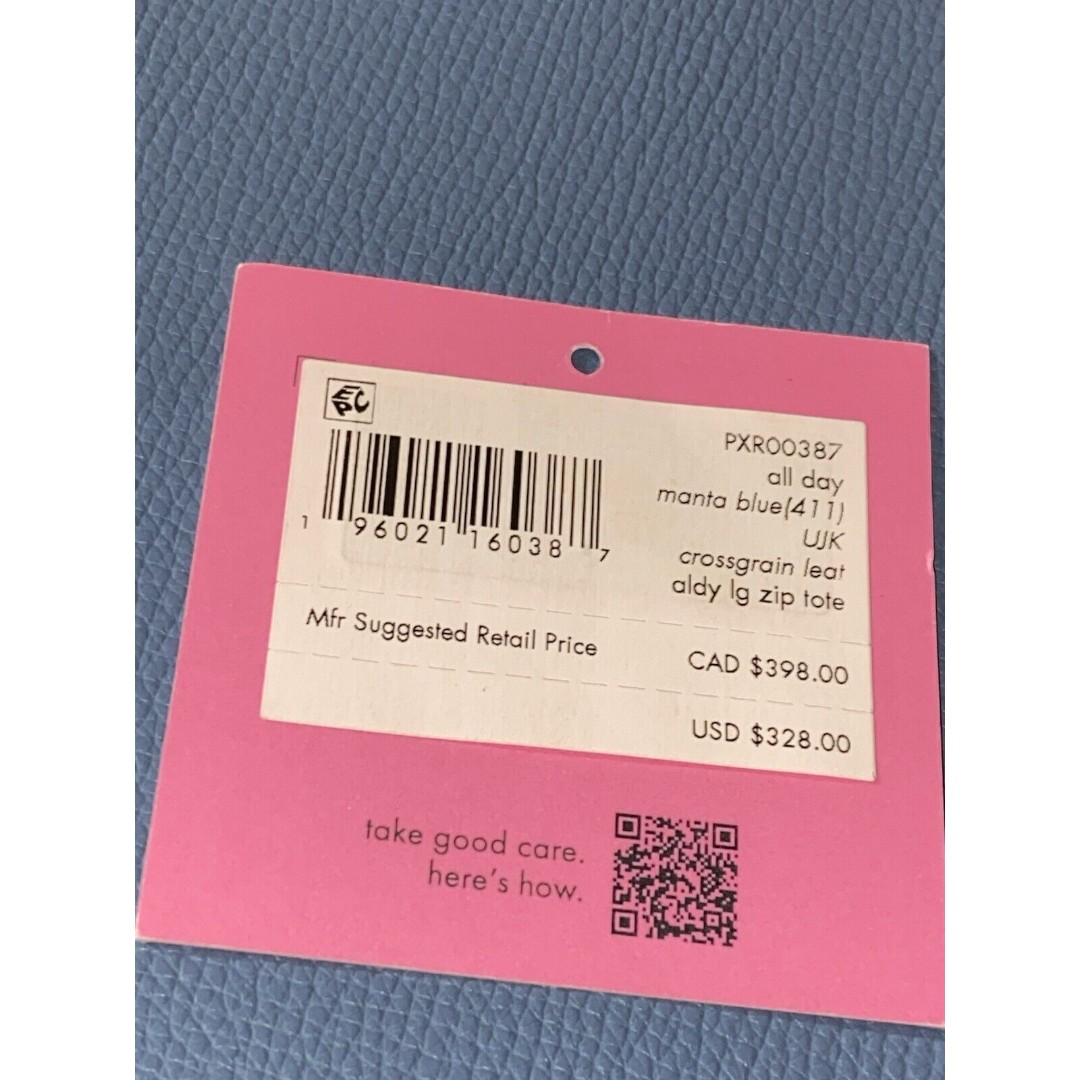 EPC
PXR00387
all day
manta blue(411)
UJK
crossgrain leat
aldy lg zip tote
1 96021 16038 7
Mfr Suggested Retail Price
CAD $398.00
USD $328.00
take good care.
here's how.